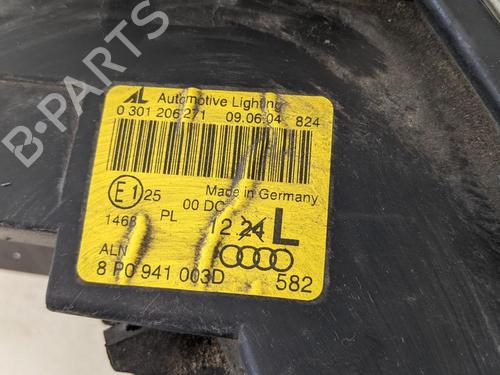 B-PARTS
AL Automotive Lighting
0 301 206 271 09.06.04 824
E1 25 Made in Germany
00 DC
1468 PL 12 24 L
ALN
8 P0 941 003D 582
B-PARTS